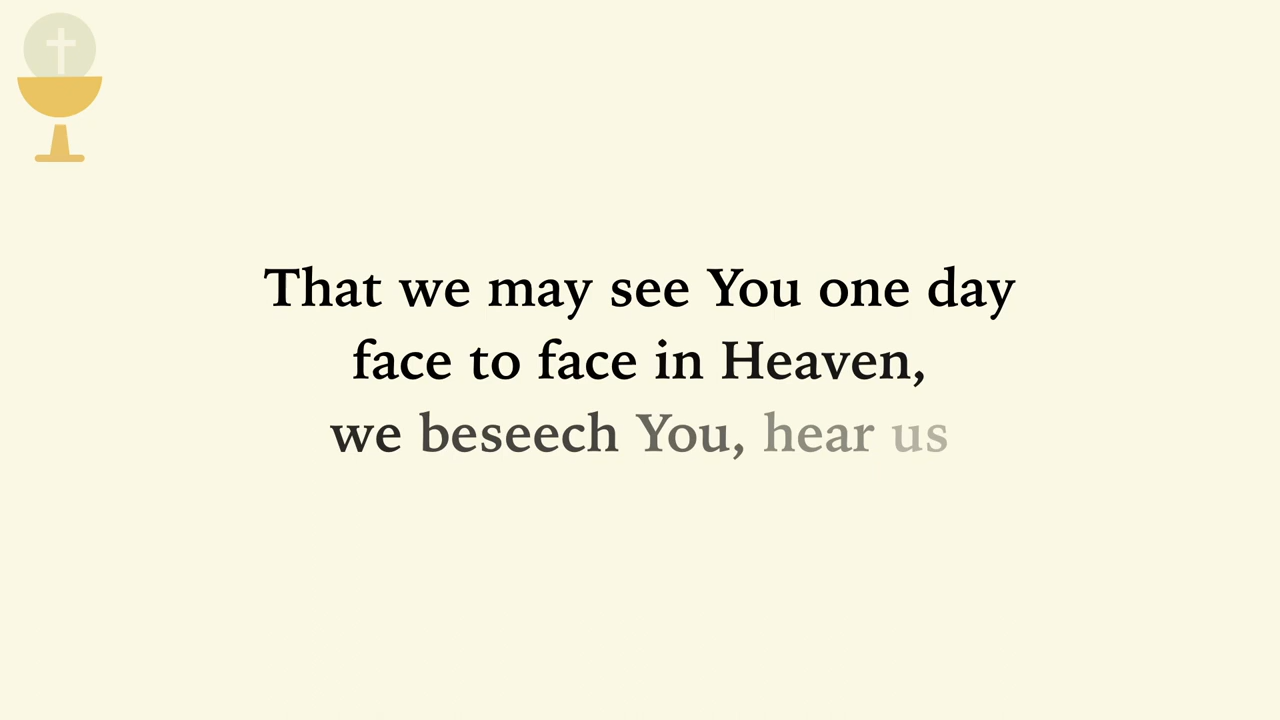 That we may see You one day
face to face in Heaven,
we beseech You, hear us